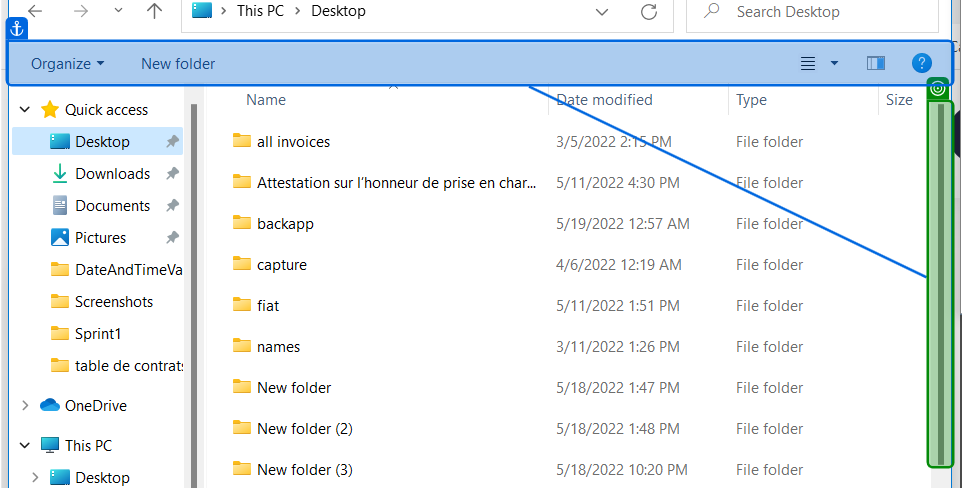 This PC > Desktop
Search Desktop
Organize New folder
?
Name Date modified Type Size
Quick access
Desktop
Downloads
Documents
Pictures
DateAndTimeVa
Screenshots
Sprint1
table de contrats
OneDrive
This PC
Desktop
all invoices 3/5/2022 2:15 PM File folder
Attestation sur l'honneur de prise en char... 5/11/2022 4:30 PM File folder
backapp 5/19/2022 12:57 AM File folder
capture 4/6/2022 12:19 AM File folder
fiat 5/11/2022 1:51 PM File folder
names 3/11/2022 1:26 PM File folder
New folder 5/18/2022 1:47 PM File folder
New folder (2) 5/18/2022 1:48 PM File folder
New folder (3) 5/18/2022 10:20 PM File folder